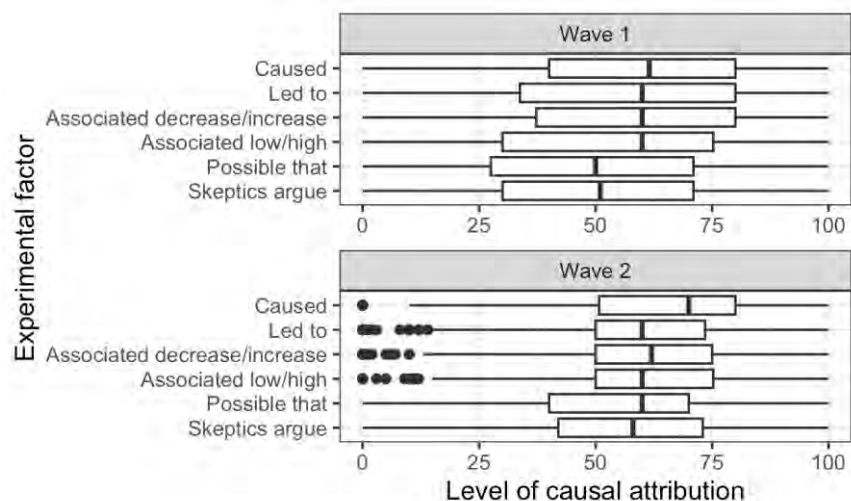 Wave 1
Caused
Led to
Associated decrease/increase
Associated low/high
Possible that
Skeptics argue
0 25 50 75 100
Experimental factor
Wave 2
Caused
Led to
Associated decrease/increase
Associated low/high
Possible that
Skeptics argue
0 25 50 75 100
Level of causal attribution